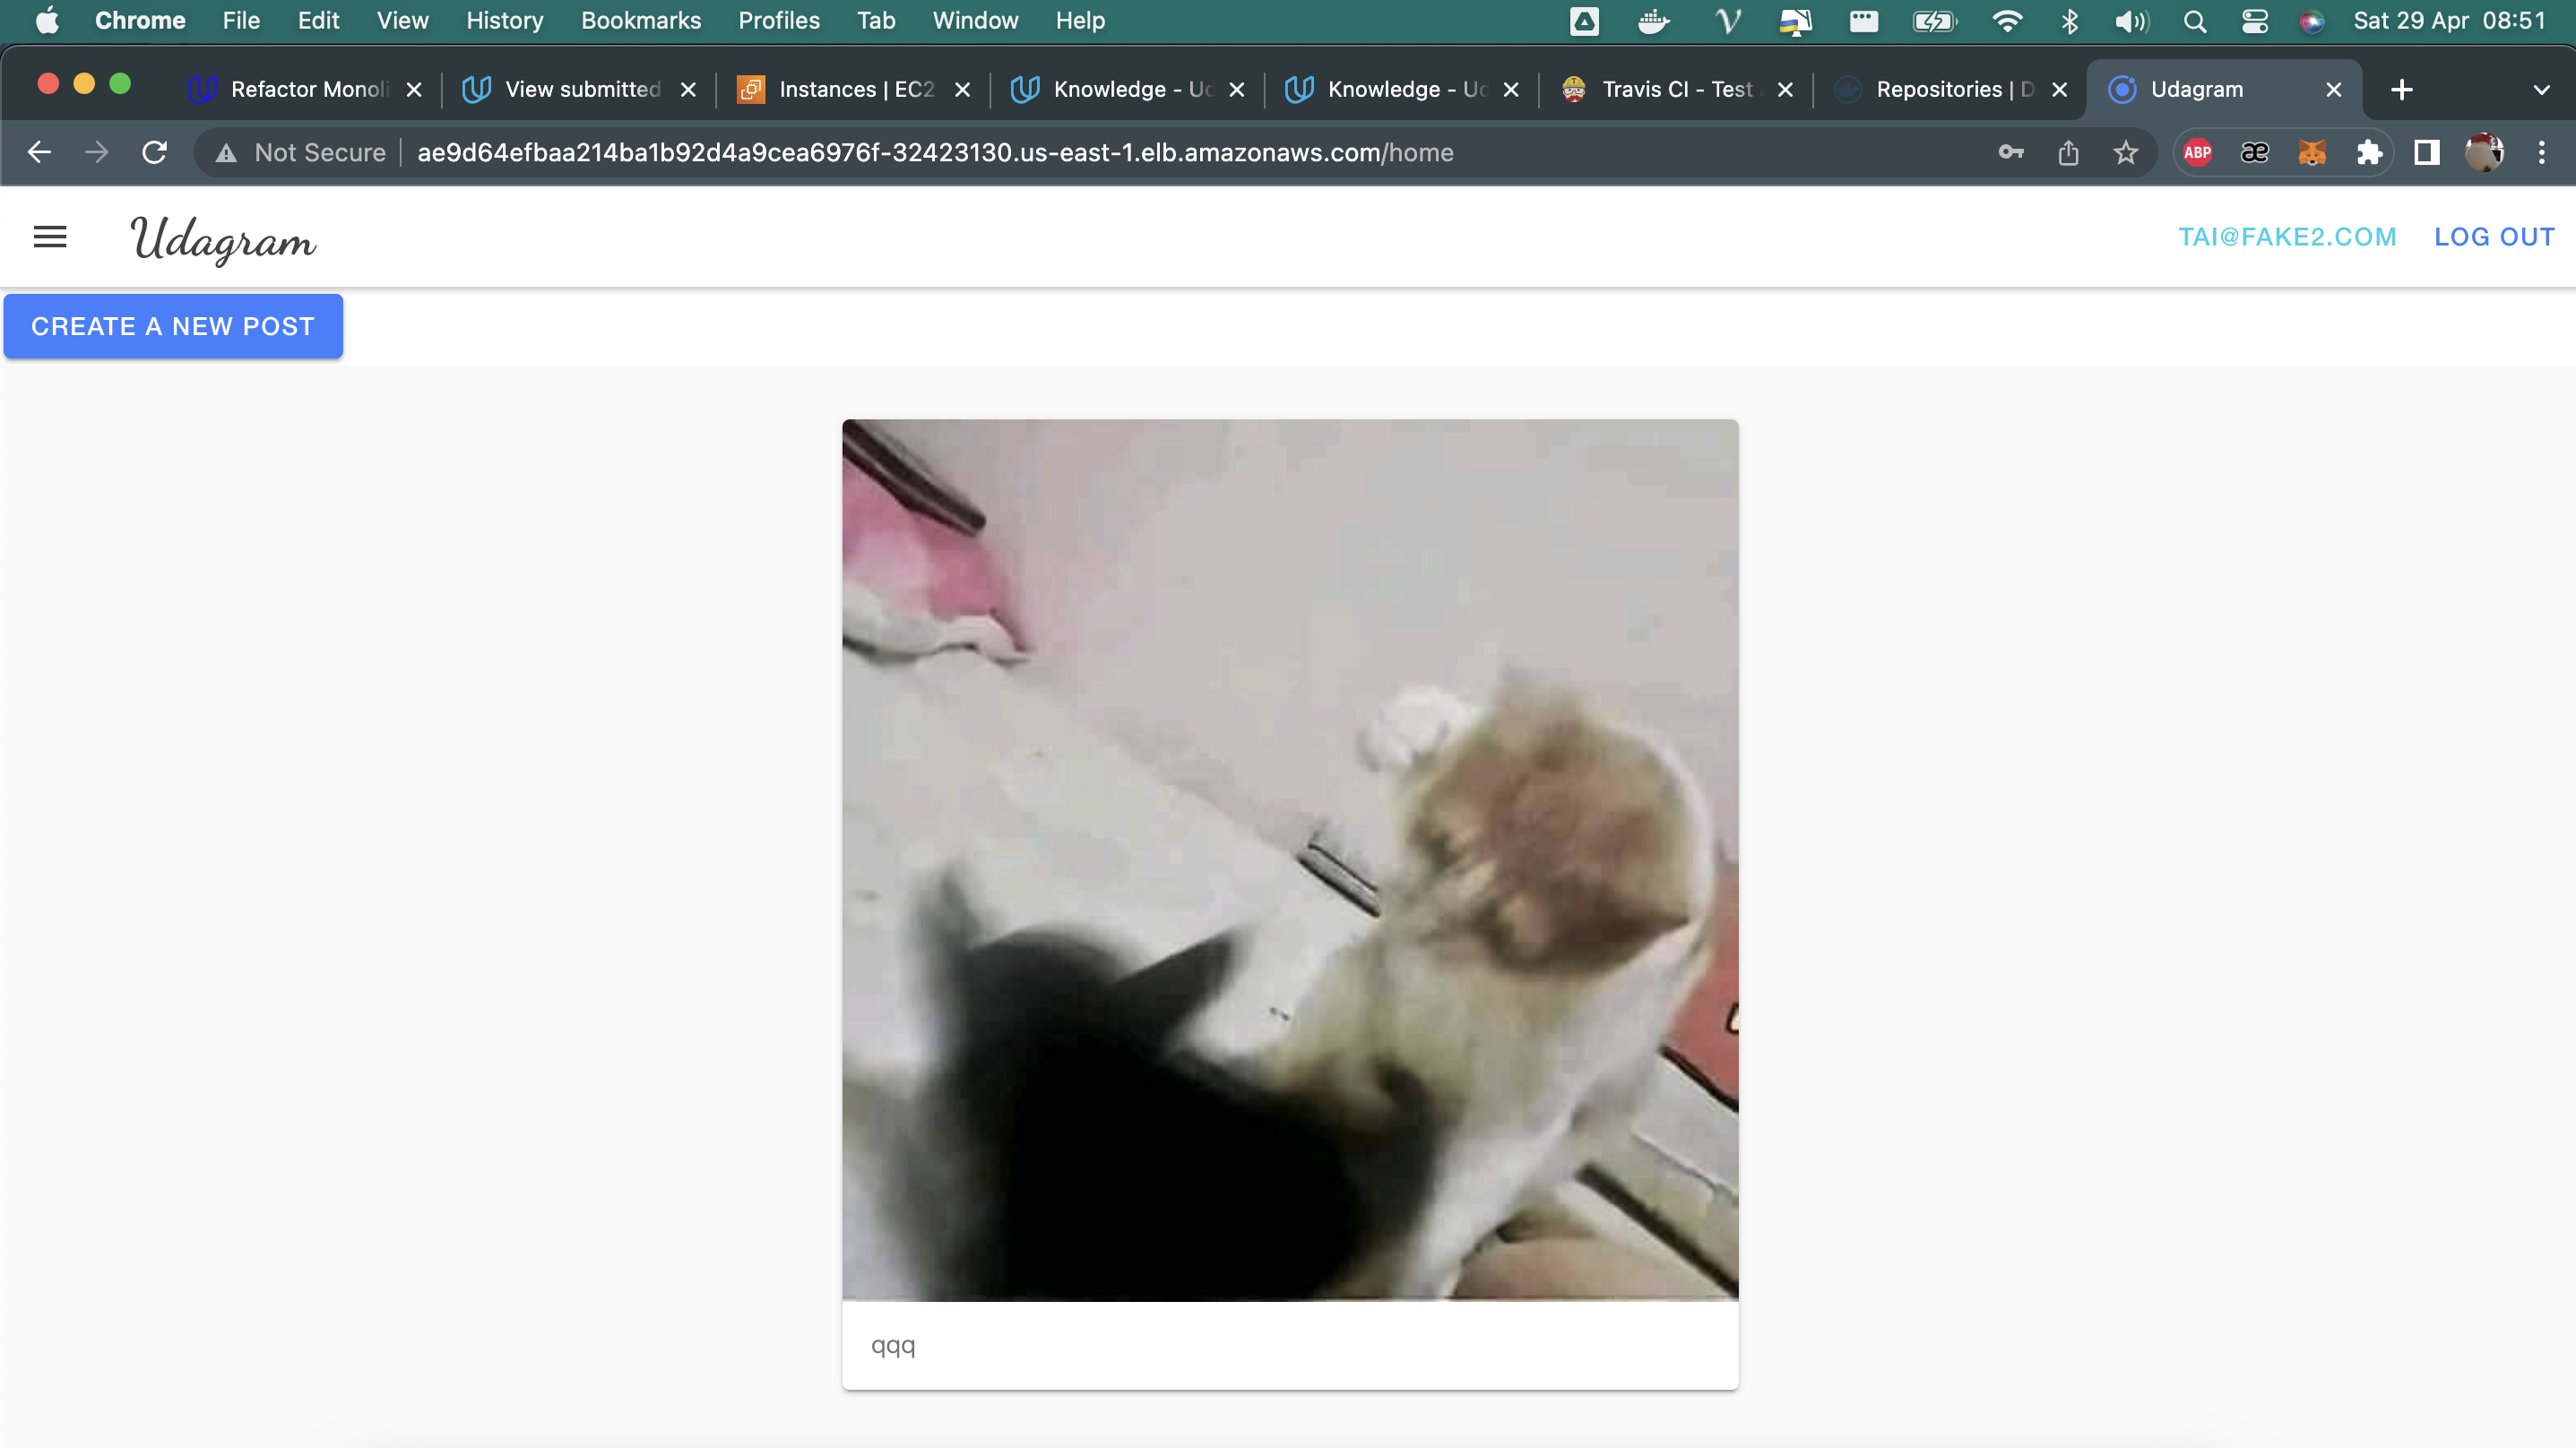 Chrome File Edit View History Bookmarks Profiles Tab Window Help Sat 29 Apr 08:51
Refactor Monoli View submitted Instances | EC2 Knowledge - Uc Knowledge - Uc Travis CI - Test Repositories | D Udagram
Not Secure ae9d64efbaa214ba1b92d4a9cea6976f-32423130.us-east-1.elb.amazonaws.com/home ABP æ
Udagram TAI@FAKE2.COM LOG OUT
CREATE A NEW POST
qqq